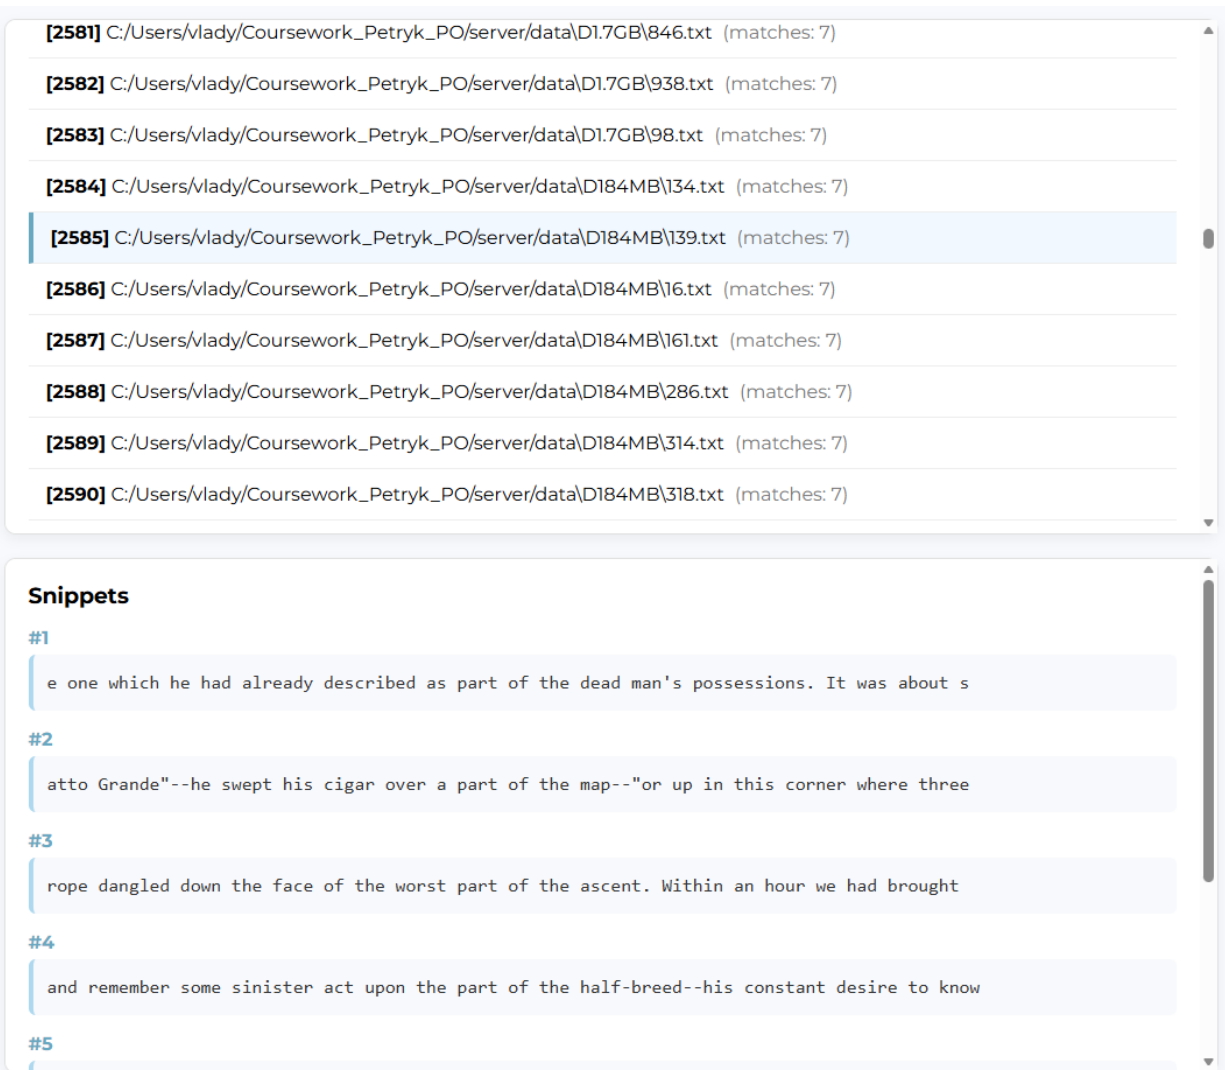 [2581] C:/Users/vlady/Coursework_Petryk_PO/server/data\D1.7GB\846.txt (matches: 7)
[2582] C:/Users/vlady/Coursework_Petryk_PO/server/data\D1.7GB\938.txt (matches: 7)
[2583] C:/Users/vlady/Coursework_Petryk_PO/server/data\D1.7GB\98.txt (matches: 7)
[2584] C:/Users/vlady/Coursework_Petryk_PO/server/data\D184MB\134.txt (matches: 7)
[2585] C:/Users/vlady/Coursework_Petryk_PO/server/data\D184MB\139.txt (matches: 7)
[2586] C:/Users/vlady/Coursework_Petryk_PO/server/data\D184MB\16.txt (matches: 7)
[2587] C:/Users/vlady/Coursework_Petryk_PO/server/data\D184MB\161.txt (matches: 7)
[2588] C:/Users/vlady/Coursework_Petryk_PO/server/data\D184MB\286.txt (matches: 7)
[2589] C:/Users/vlady/Coursework_Petryk_PO/server/data\D184MB\314.txt (matches: 7)
[2590] C:/Users/vlady/Coursework_Petryk_PO/server/data\D184MB\318.txt (matches: 7)
Snippets
#1
e one which he had already described as part of the dead man's possessions. It was about s
#2
atto Grande"--he swept his cigar over a part of the map--"or up in this corner where three
#3
rope dangled down the face of the worst part of the ascent. Within an hour we had brought
#4
and remember some sinister act upon the part of the half-breed--his constant desire to know
#5